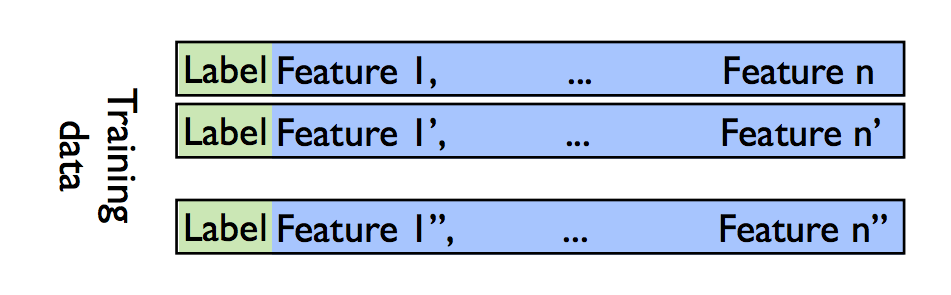 Training
data
Label Feature 1, ... Feature n
Label Feature 1’, ... Feature n’
Label Feature 1”, ... Feature n”